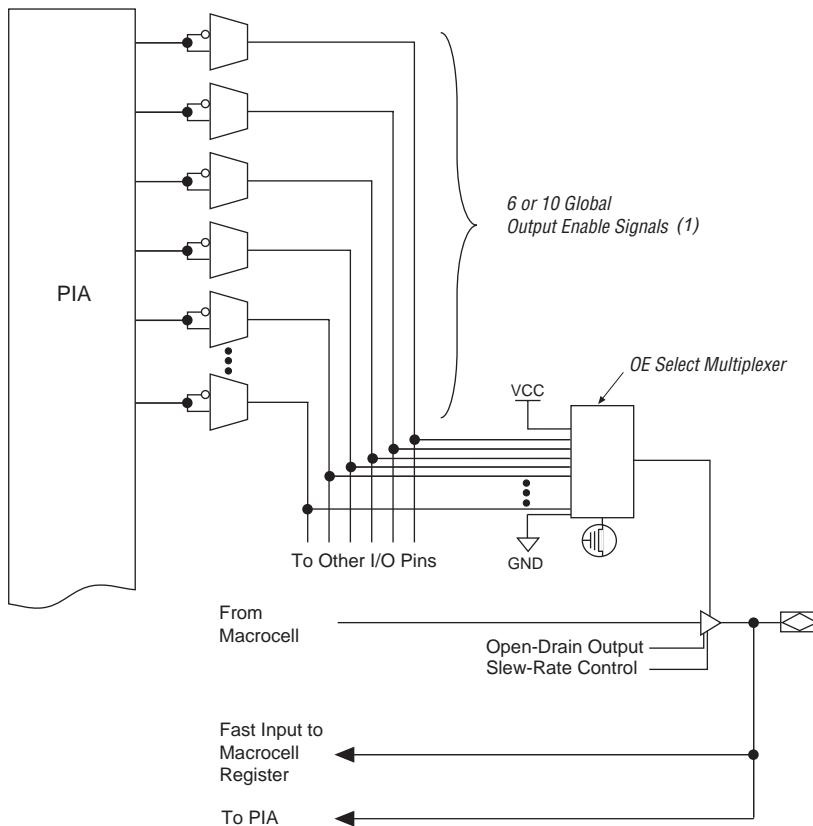 6 or 10 Global
Output Enable Signals (1)
PIA
OE Select Multiplexer
VCC
To Other I/O Pins
GND
From
Macrocell
Open-Drain Output
Slew-Rate Control
Fast Input to
Macrocell
Register
To PIA